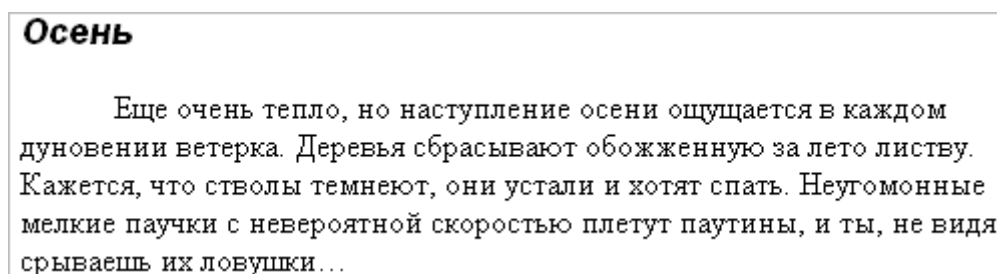 Осень
Еще очень тепло, но наступление осени ощущается в каждом
дуновении ветерка. Деревья сбрасывают обожженную за лето листву.
Кажется, что стволы темнеют, они устали и хотят спать. Неугомонные
мелкие паучки с невероятной скоростью плетут паутины, и ты, не видя
срываешь их ловушки...